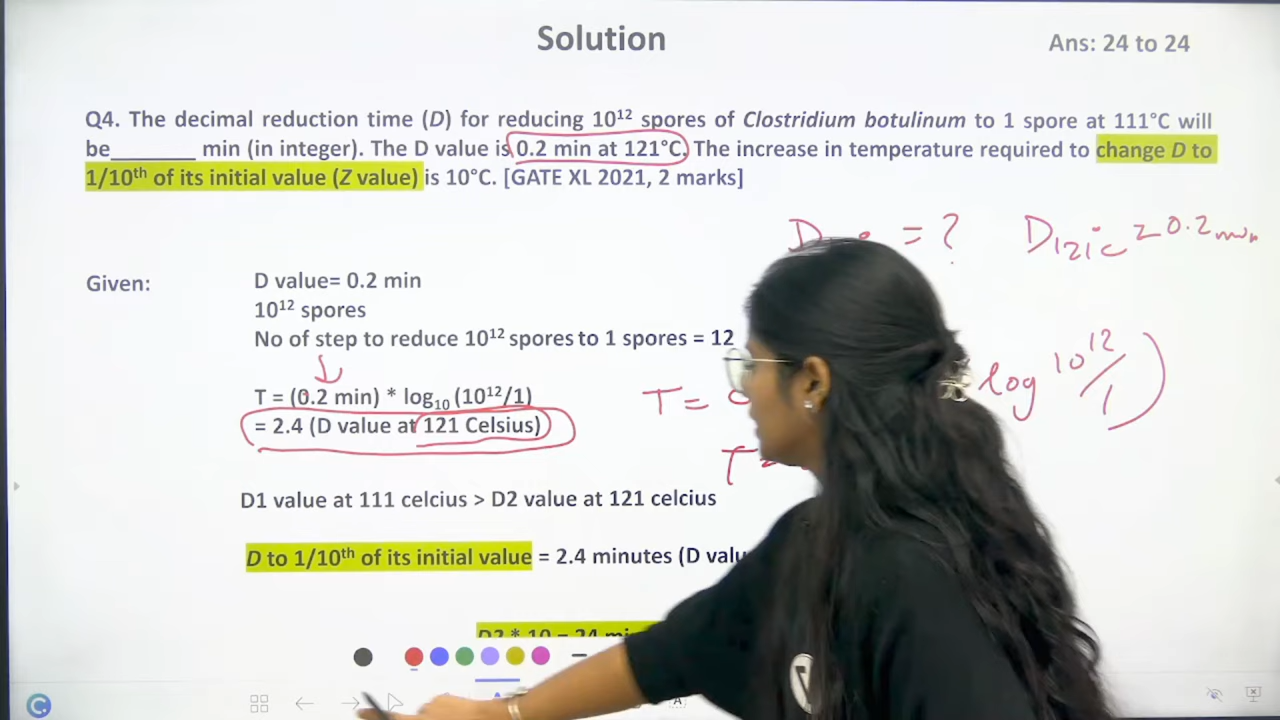 Solution
Ans: 24 to 24
Q4. The decimal reduction time (D) for reducing 10¹² spores of Clostridium botulinum to 1 spore at 111°C will
be________ min (in integer). The D value is 0.2 min at 121°C. The increase in temperature required to change D to
1/10ᵗʰ of its initial value (Z value) is 10°C. [GATE XL 2021, 2 marks]
D = ? D121°C = 0.2 min
Given:
D value= 0.2 min
10¹² spores
No of step to reduce 10¹² spores to 1 spores = 12
T = (0.2 min) * log₁₀ (10¹²/1)
T = log 10¹²/1)
= 2.4 (D value at 121 Celsius)
T =
D1 value at 111 celcius > D2 value at 121 celcius
D to 1/10ᵗʰ of its initial value = 2.4 minutes (D
D2 * 10 = 24